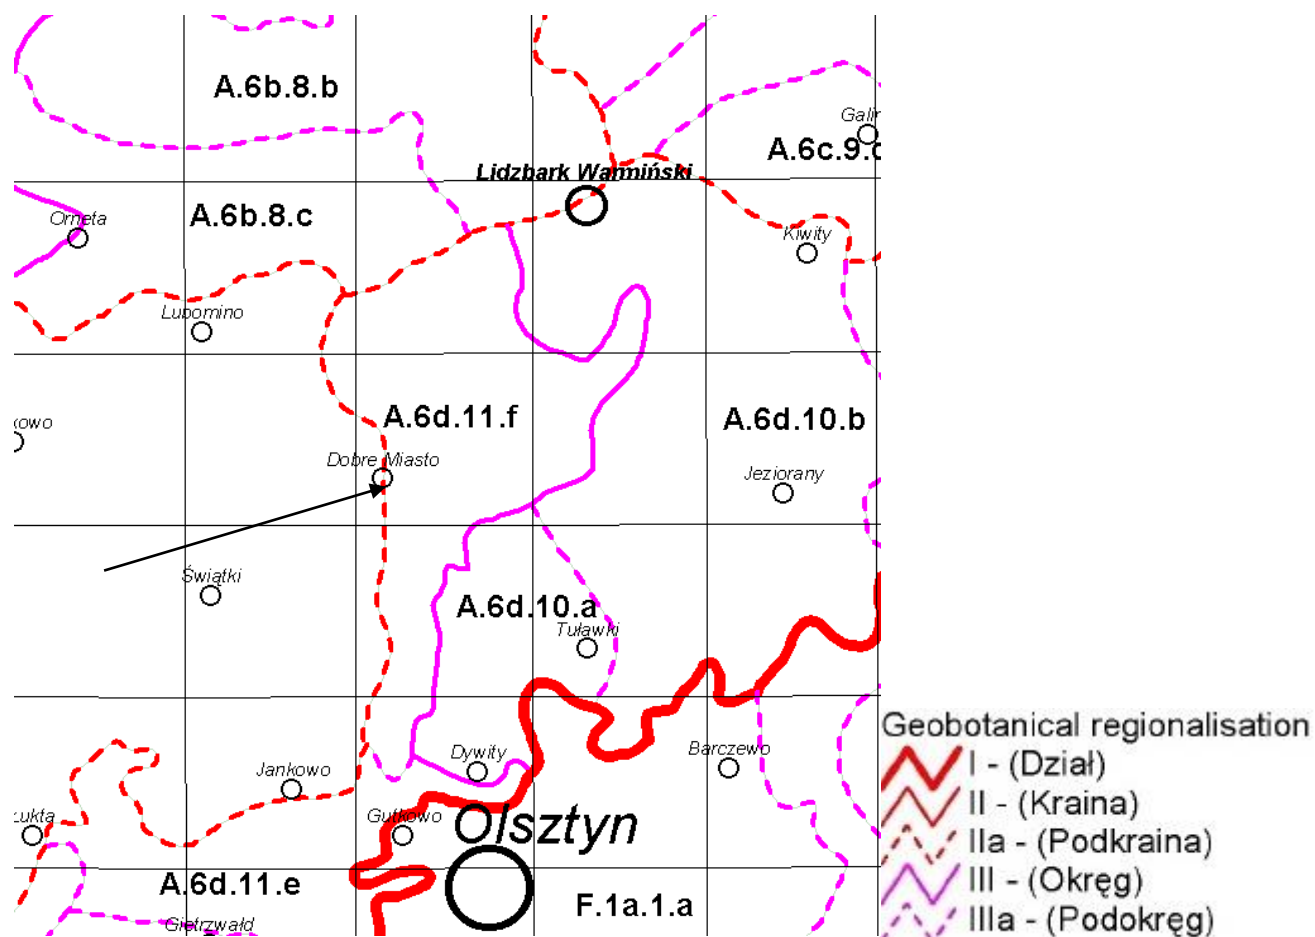 A.6b.8.b
Galin
A.6c.9.c
Lidzbark Warmiński
A.6b.8.c
Orneta
Kiwity
Lubomino
A.6d.11.f
A.6d.10.b
kowo
Dobre Miasto
Jeziorany
Świątki
A.6d.10.a
Tuławki
Geobotanical regionalisation
Dywity
Barczewo
I - (Dział)
Jankowo
II - (Kraina)
Łukta
Gutkowo
Olsztyn
IIa - (Podkraina)
A.6d.11.e
III - (Okręg)
F.1a.1.a
Gietrzwałd
IIIa - (Podokręg)